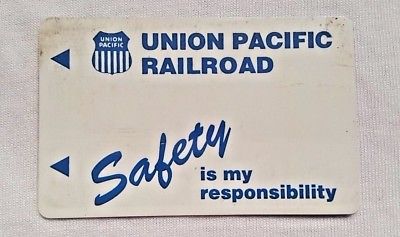 UNION
PACIFIC
UNION PACIFIC
RAILROAD
Safety
is my
responsibility